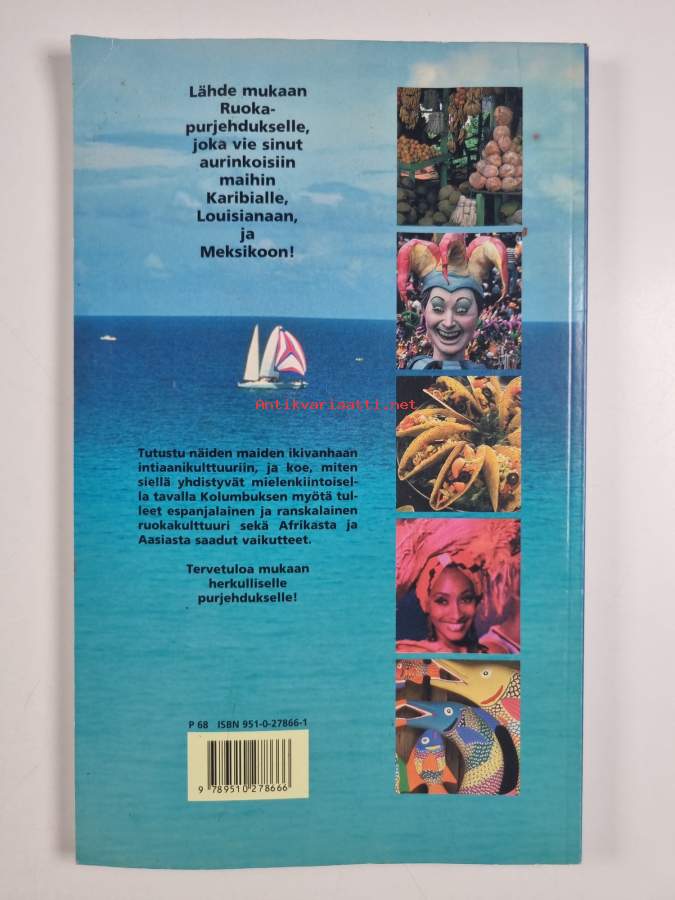 Lähde mukaan
Ruoka-
purjehdukselle,
joka vie sinut
aurinkoisiin
maihin
Karibialle,
Louisianaan,
ja
Meksikoon!
Antikvariaatti.net
Tutustu näiden maiden ikivanhaan
intiaanikulttuuriin, ja koe, miten
siellä yhdistyvät mielenkiintoisel-
la tavalla Kolumbuksen myötä tul-
leet espanjalainen ja ranskalainen
ruokakulttuuri sekä Afrikasta ja
Aasiasta saadut vaikutteet.
Tervetuloa mukaan
herkulliselle
purjehdukselle!
P 68 ISBN 951-0-27866-1
9 789510 278666